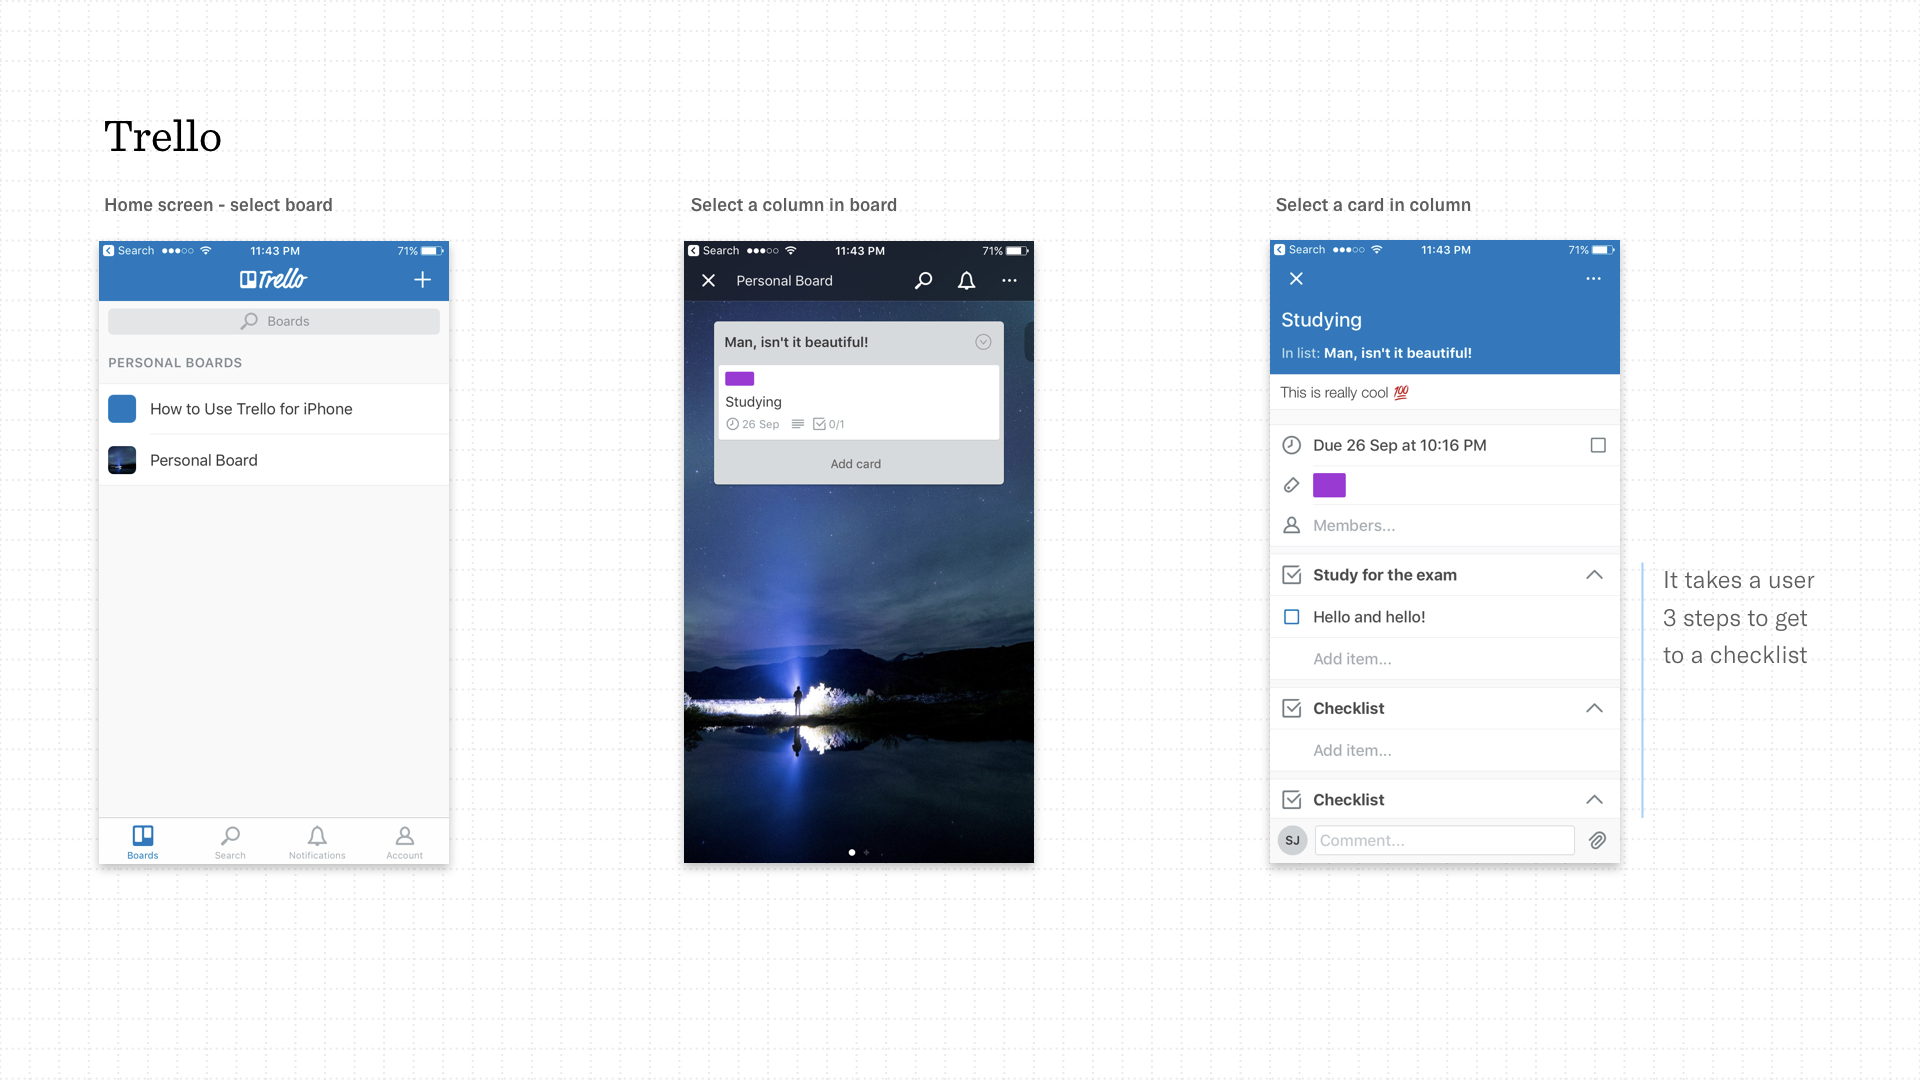 Trello
Home screen - select board
Search 11:43 PM 71%
Trello
Boards
PERSONAL BOARDS
How to Use Trello for iPhone
Personal Board
Boards Search Notifications Account
Select a column in board
Search 11:43 PM 71%
Personal Board
Man, isn't it beautiful!
Studying
26 Sep 0/1
Add card
Select a card in column
Search 11:43 PM 71%
Studying
In list: Man, isn't it beautiful!
This is really cool 💯
Due 26 Sep at 10:16 PM
Members...
Study for the exam
Hello and hello!
Add item...
Checklist
Add item...
Checklist
SJ Comment...
It takes a user
3 steps to get
to a checklist